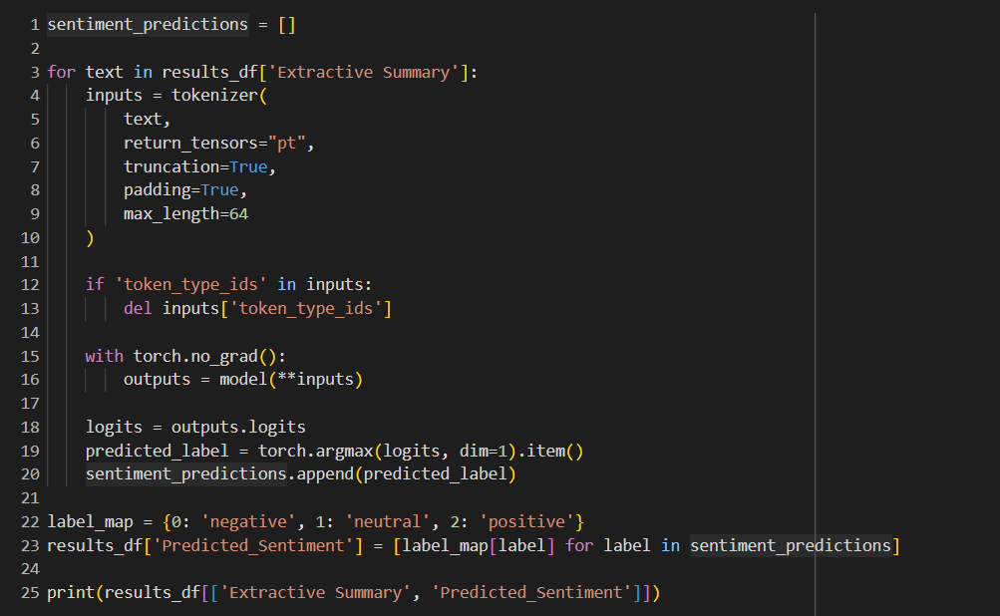 1 sentiment_predictions = []
2
3 for text in results_df['Extractive Summary']:
4     inputs = tokenizer(
5         text,
6         return_tensors="pt",
7         truncation=True,
8         padding=True,
9         max_length=64
10     )
11
12     if 'token_type_ids' in inputs:
13         del inputs['token_type_ids']
14
15     with torch.no_grad():
16         outputs = model(**inputs)
17
18     logits = outputs.logits
19     predicted_label = torch.argmax(logits, dim=1).item()
20     sentiment_predictions.append(predicted_label)
21
22 label_map = {0: 'negative', 1: 'neutral', 2: 'positive'}
23 results_df['Predicted_Sentiment'] = [label_map[label] for label in sentiment_predictions]
24
25 print(results_df[['Extractive Summary', 'Predicted_Sentiment']])